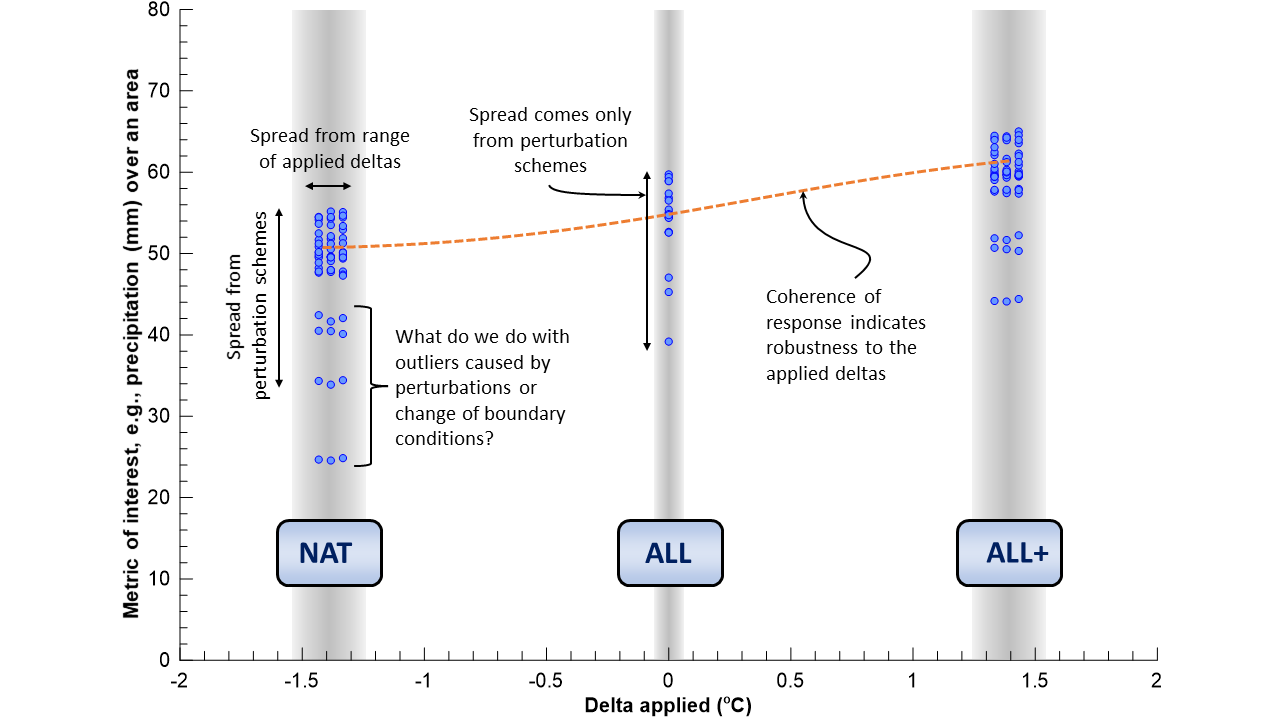 Metric of interest, e.g., precipitation (mm) over an area
80
70
60
50
40
30
20
10
0
-2
-1.5
-1
-0.5
0
0.5
1
1.5
2
Delta applied (°C)
Spread from range
of applied deltas
Spread from
perturbation schemes
Spread comes only
from perturbation
schemes
What do we do with
outliers caused by
perturbations or
change of boundary
conditions?
Coherence of
response indicates
robustness to the
applied deltas
NAT
ALL
ALL+